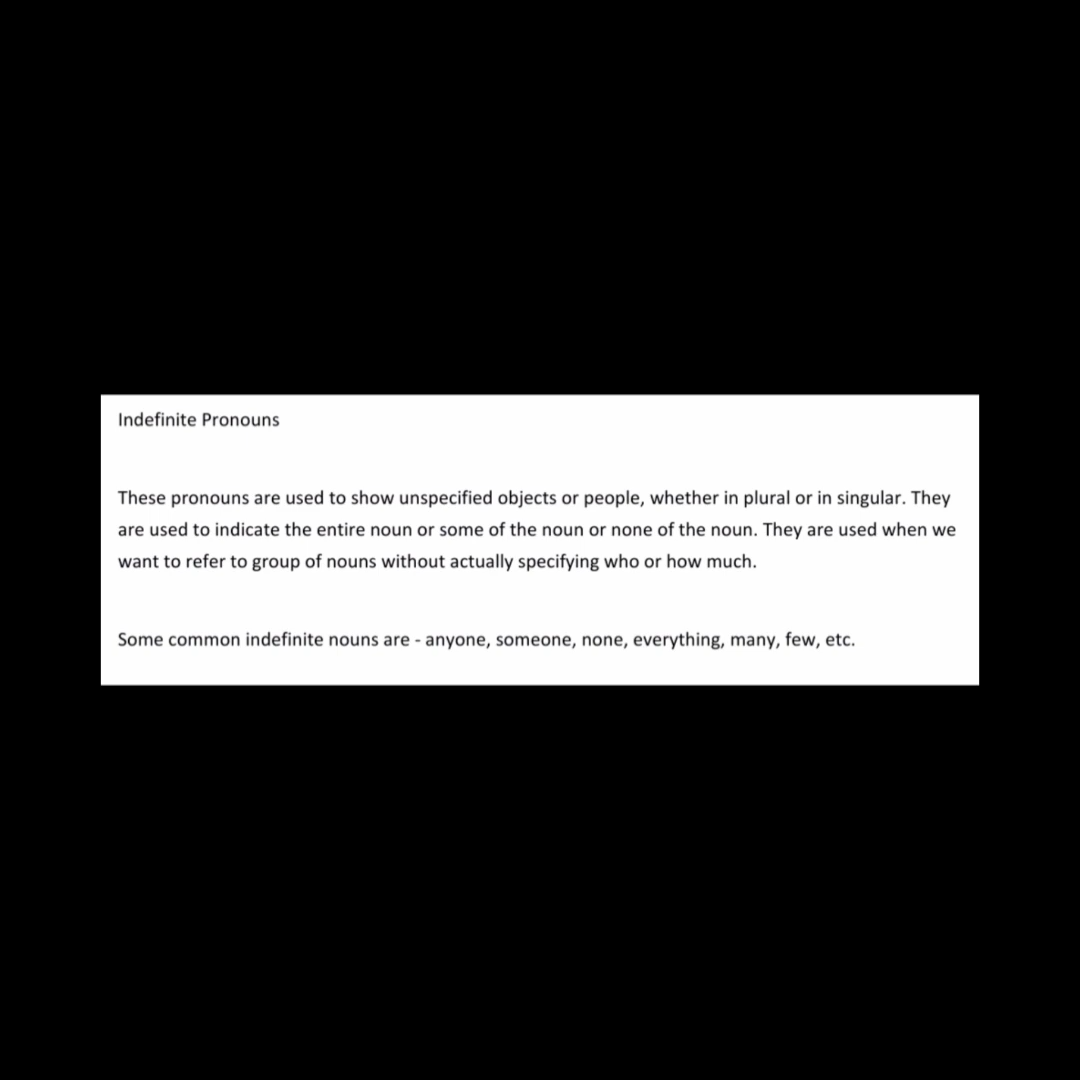 Indefinite Pronouns
These pronouns are used to show unspecified objects or people, whether in plural or in singular. They
are used to indicate the entire noun or some of the noun or none of the noun. They are used when we
want to refer to group of nouns without actually specifying who or how much.
Some common indefinite nouns are - anyone, someone, none, everything, many, few, etc.